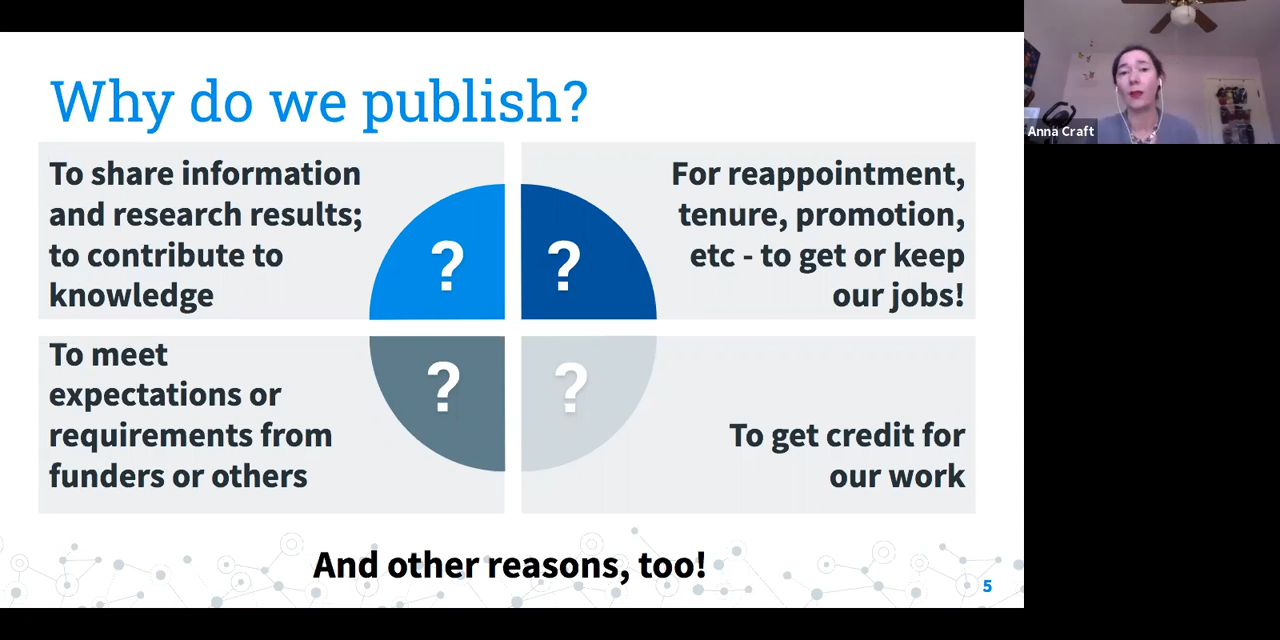 Why do we publish?
To share information
and research results;
to contribute to
knowledge
?
?
For reappointment,
tenure, promotion,
etc - to get or keep
our jobs!
To meet
expectations or
requirements from
funders or others
?
?
To get credit for
our work
And other reasons, too!
5
Anna Craft